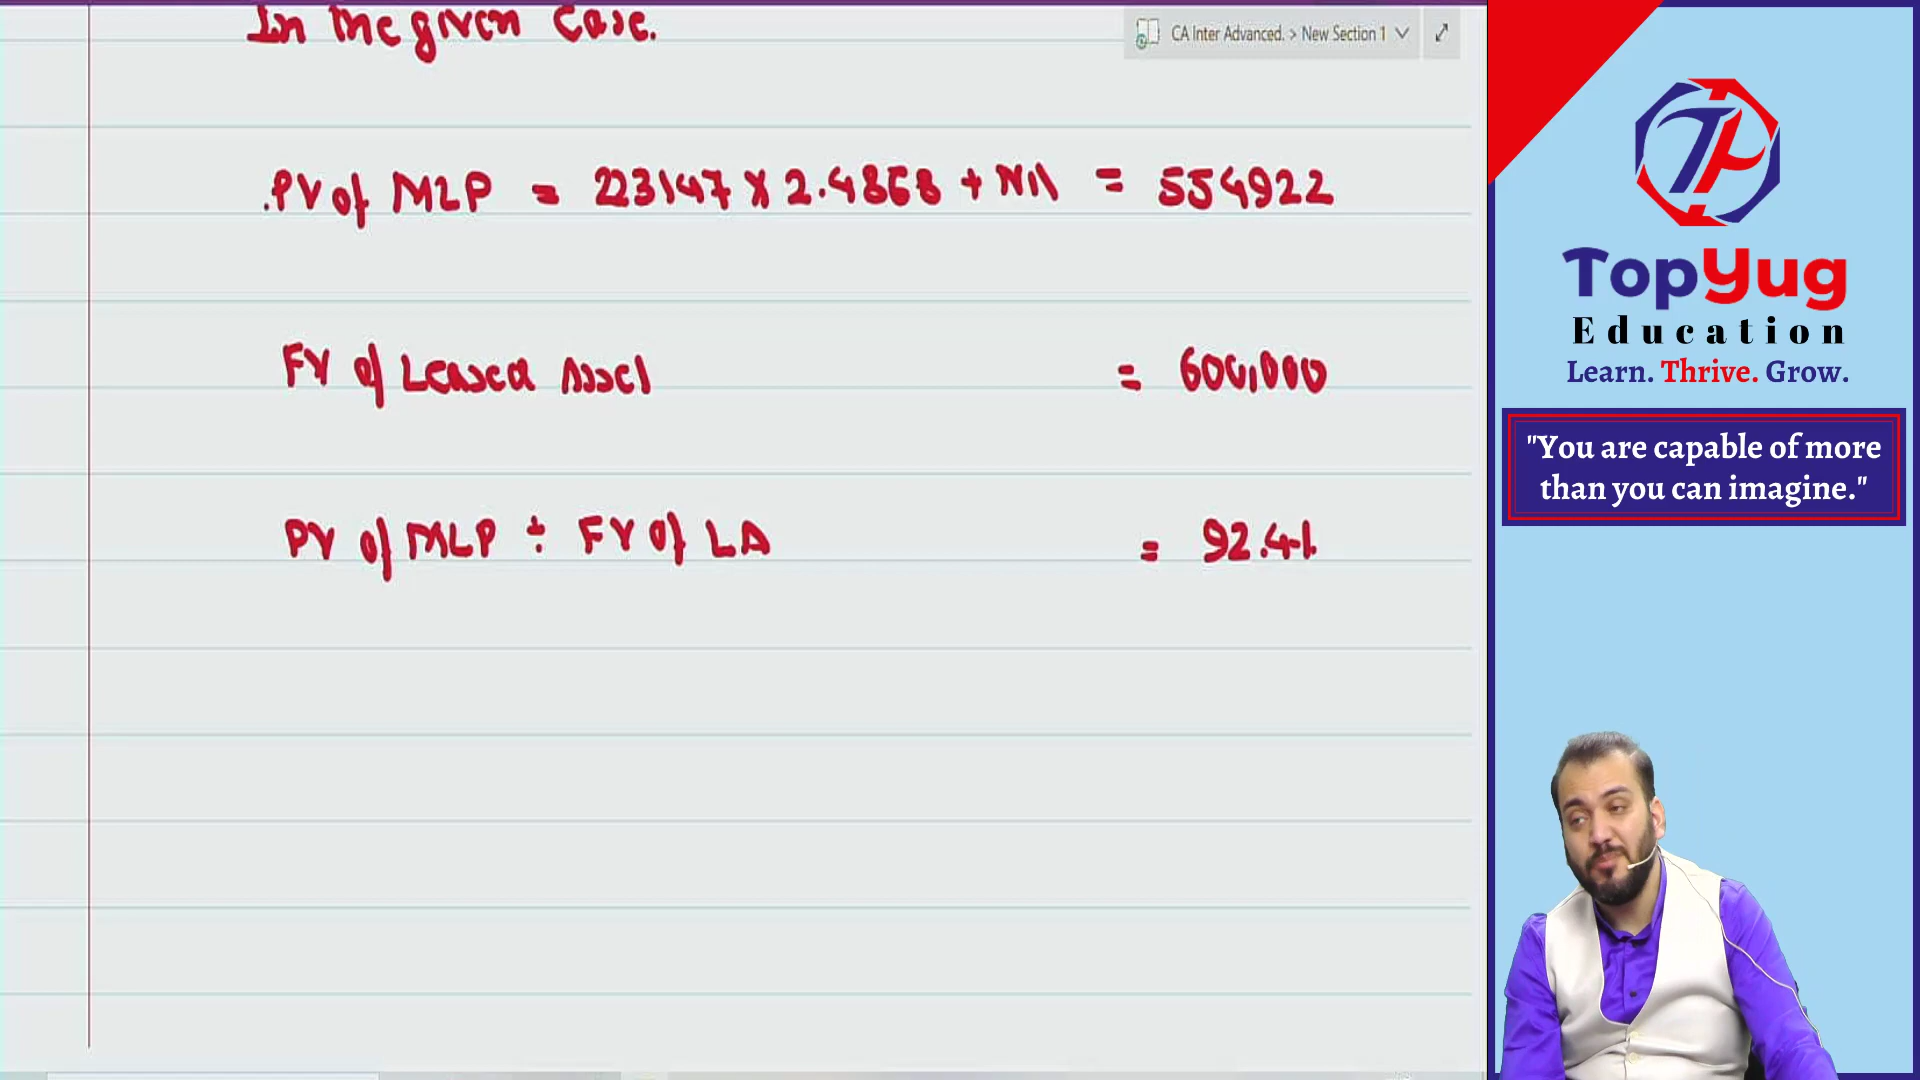 In the given case.
CA Inter Advanced. > New Section 1
PV of MLP = 223147 x 2.4868 + Nil = 554922
FV of Leased Asset = 600,000
PV of MLP ÷ FV of LA = 92.4%
TopYug
Education
Learn. Thrive. Grow.
"You are capable of more
than you can imagine."